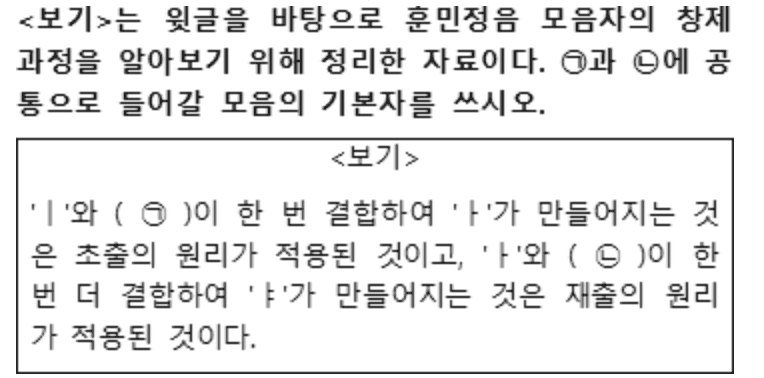 <보기>는 윗글을 바탕으로 훈민정음 모음자의 창제
과정을 알아보기 위해 정리한 자료이다. ㉠과 ㉡에 공
통으로 들어갈 모음의 기본자를 쓰시오.
<보기>
'ㅣ'와 ( ㉠ )이 한 번 결합하여 'ㅏ'가 만들어지는 것
은 초출의 원리가 적용된 것이고, 'ㅏ'와 ( ㉡ )이 한
번 더 결합하여 'ㅑ'가 만들어지는 것은 재출의 원리
가 적용된 것이다.